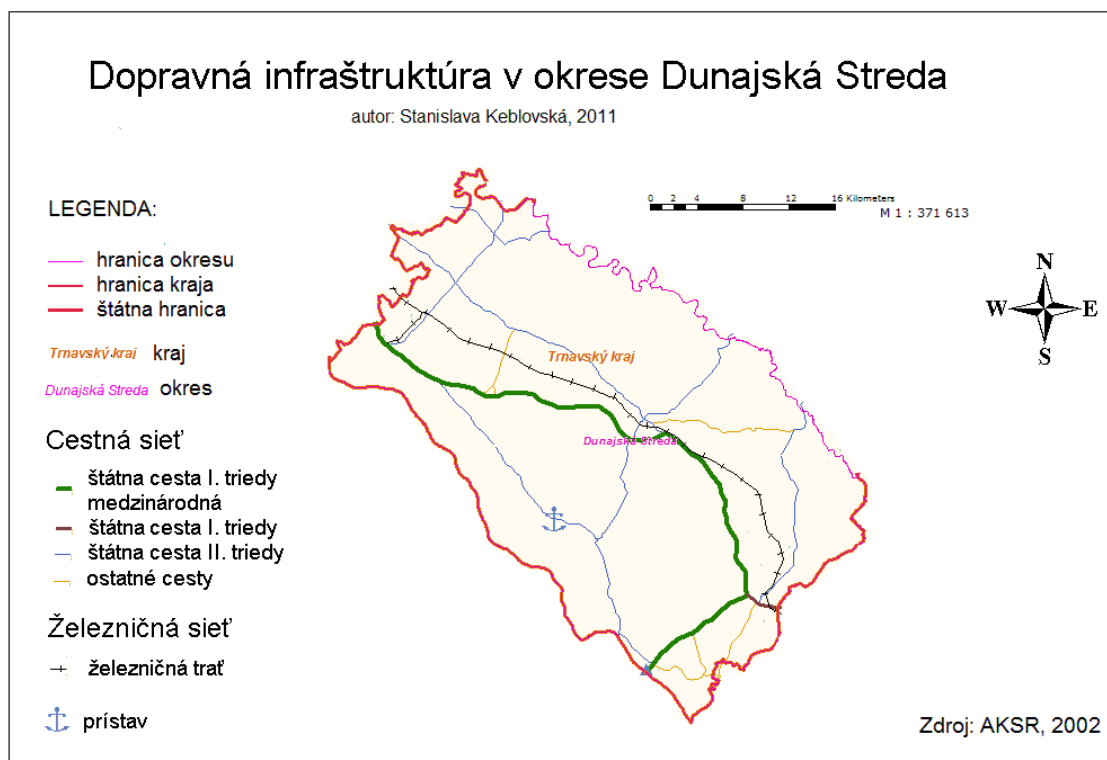 Dopravná infraštruktúra v okrese Dunajská Streda
autor: Stanislava Keblovská, 2011
LEGENDA:
hranica okresu
hranica kraja
štátna hranica
Trnavský kraj kraj
Dunajská Streda okres
Cestná sieť
štátna cesta I. triedy
medzinárodná
štátna cesta I. triedy
štátna cesta II. triedy
ostatné cesty
Železničná sieť
železničná trať
prístav
0 2 4 8 12 16 Kilometers
M 1 : 371 613
N
W E
S
Trnavský kraj
Dunajská Streda
Zdroj: AKSR, 2002